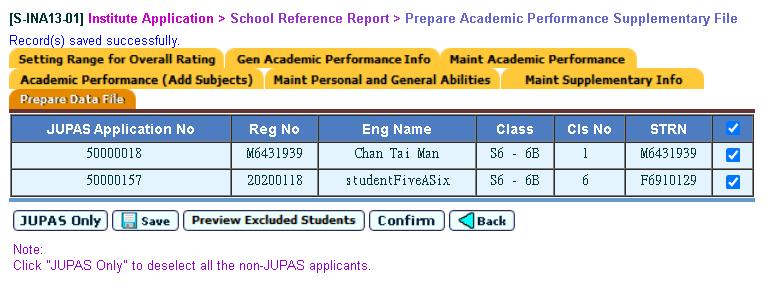 [S-INA13-01] Institute Application > School Reference Report > Prepare Academic Performance Supplementary File
Record(s) saved successfully.
Setting Range for Overall Rating Gen Academic Performance Info Maint Academic Performance
Academic Performance (Add Subjects) Maint Personal and General Abilities Maint Supplementary Info
Prepare Data File
JUPAS Application No Reg No Eng Name Class Cls No STRN
50000018 M6431939 Chan Tai Man S6 - 6B 1 M6431939
50000157 20200118 studentFiveASix S6 - 6B 6 F6910129
JUPAS Only Save Preview Excluded Students Confirm Back
Note:
Click "JUPAS Only" to deselect all the non-JUPAS applicants.